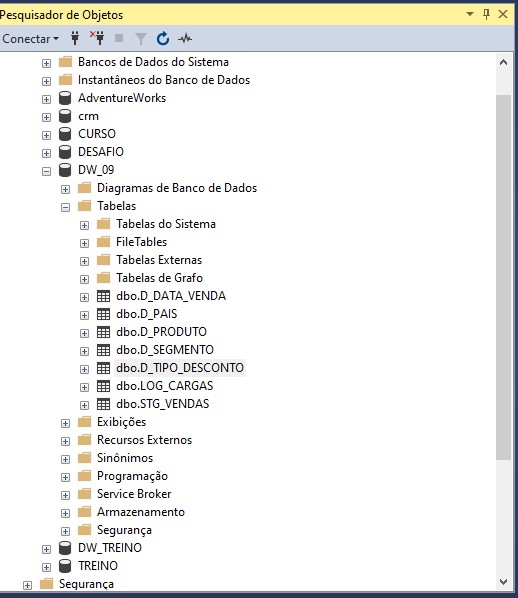 Pesquisador de Objetos
Conectar
Bancos de Dados do Sistema
Instantâneos do Banco de Dados
AdventureWorks
crm
CURSO
DESAFIO
DW_09
Diagramas de Banco de Dados
Tabelas
Tabelas do Sistema
FileTables
Tabelas Externas
Tabelas de Grafo
dbo.D_DATA_VENDA
dbo.D_PAIS
dbo.D_PRODUTO
dbo.D_SEGMENTO
dbo.D_TIPO_DESCONTO
dbo.LOG_CARGAS
dbo.STG_VENDAS
Exibições
Recursos Externos
Sinônimos
Programação
Service Broker
Armazenamento
Segurança
DW_TREINO
TREINO
Segurança